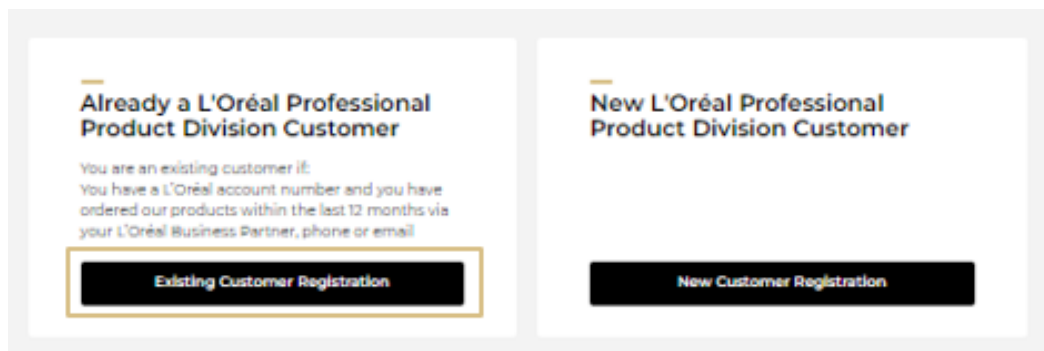 Already a L'Oréal Professional
Product Division Customer
You are an existing customer if:
You have a L'Oréal account number and you have
ordered our products within the last 12 months via
your L'Oréal Business Partner, phone or email
Existing Customer Registration
New L'Oréal Professional
Product Division Customer
New Customer Registration